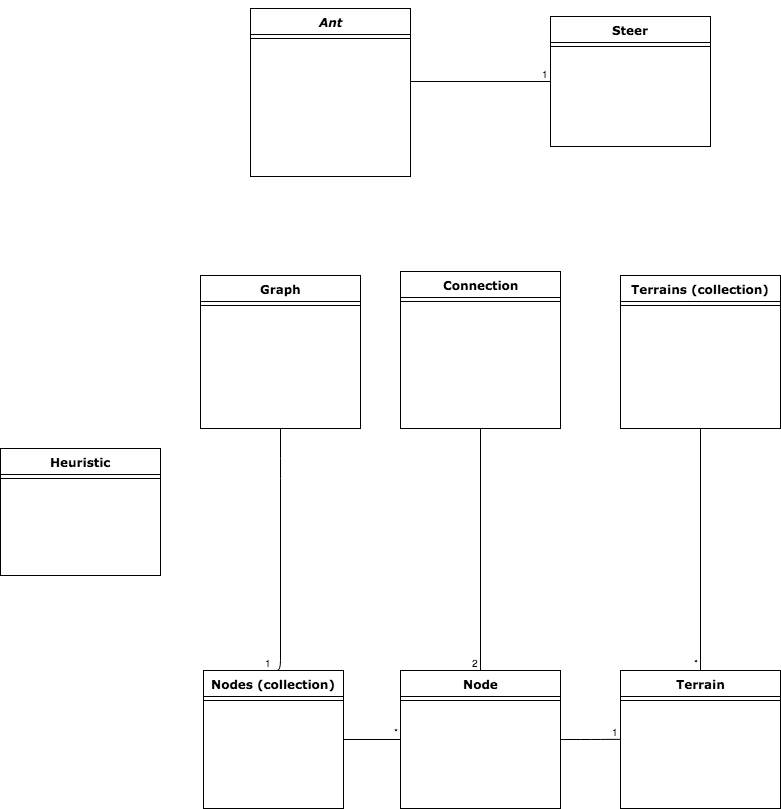 Ant
Steer
1
Graph
Connection
Terrains (collection)
Heuristic
1
2
*
Nodes (collection)
Node
Terrain
*
1